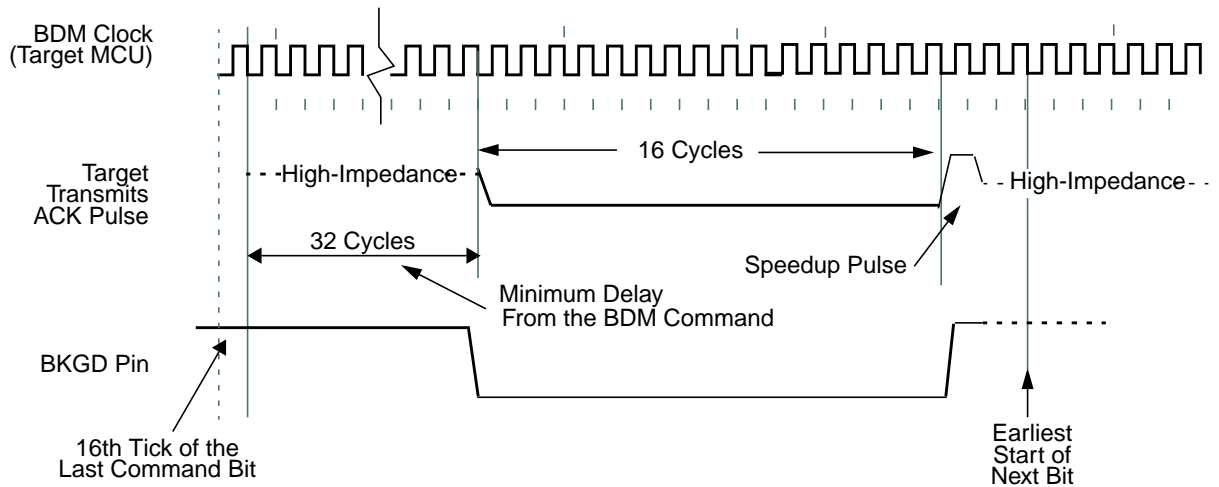 BDM Clock
(Target MCU)
16 Cycles
Target
Transmits
ACK Pulse
High-Impedance
High-Impedance
32 Cycles
Speedup Pulse
Minimum Delay
From the BDM Command
BKGD Pin
16th Tick of the
Last Command Bit
Earliest
Start of
Next Bit